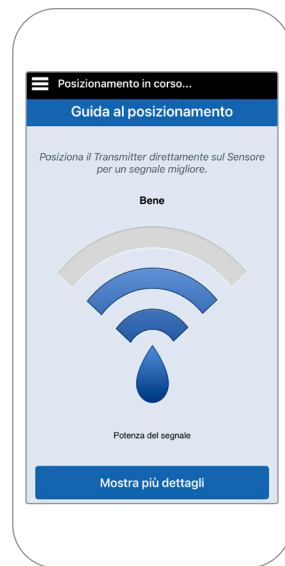 Posizionamento in corso...
Guida al posizionamento
Posiziona il Transmitter direttamente sul Sensore
per un segnale migliore.
Bene
Potenza del segnale
Mostra più dettagli